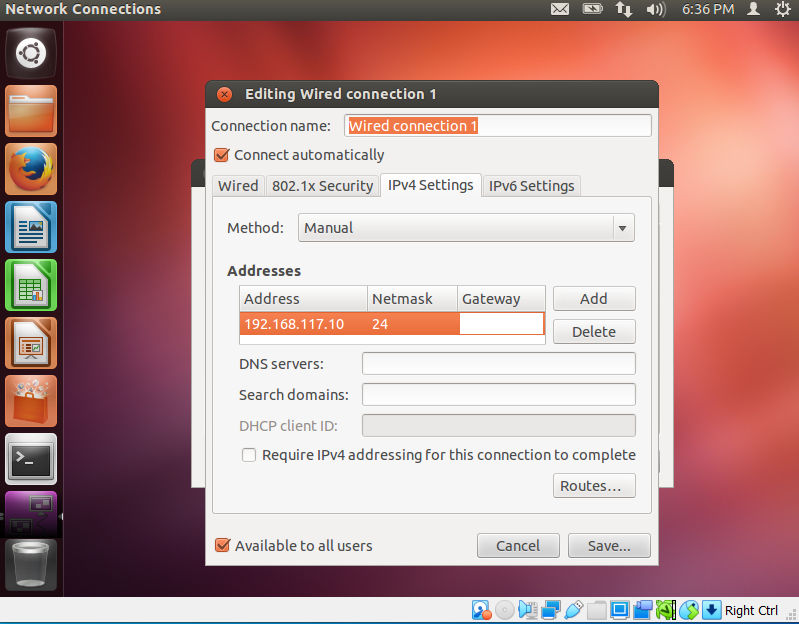 Network Connections 6:36 PM
Editing Wired connection 1
Connection name: Wired connection 1
Connect automatically
Wired 802.1x Security IPv4 Settings IPv6 Settings
Method: Manual
Addresses
Address Netmask Gateway Add
192.168.117.10 24
Delete
DNS servers:
Search domains:
DHCP client ID:
Require IPv4 addressing for this connection to complete
Routes...
Available to all users Cancel Save...
Right Ctrl